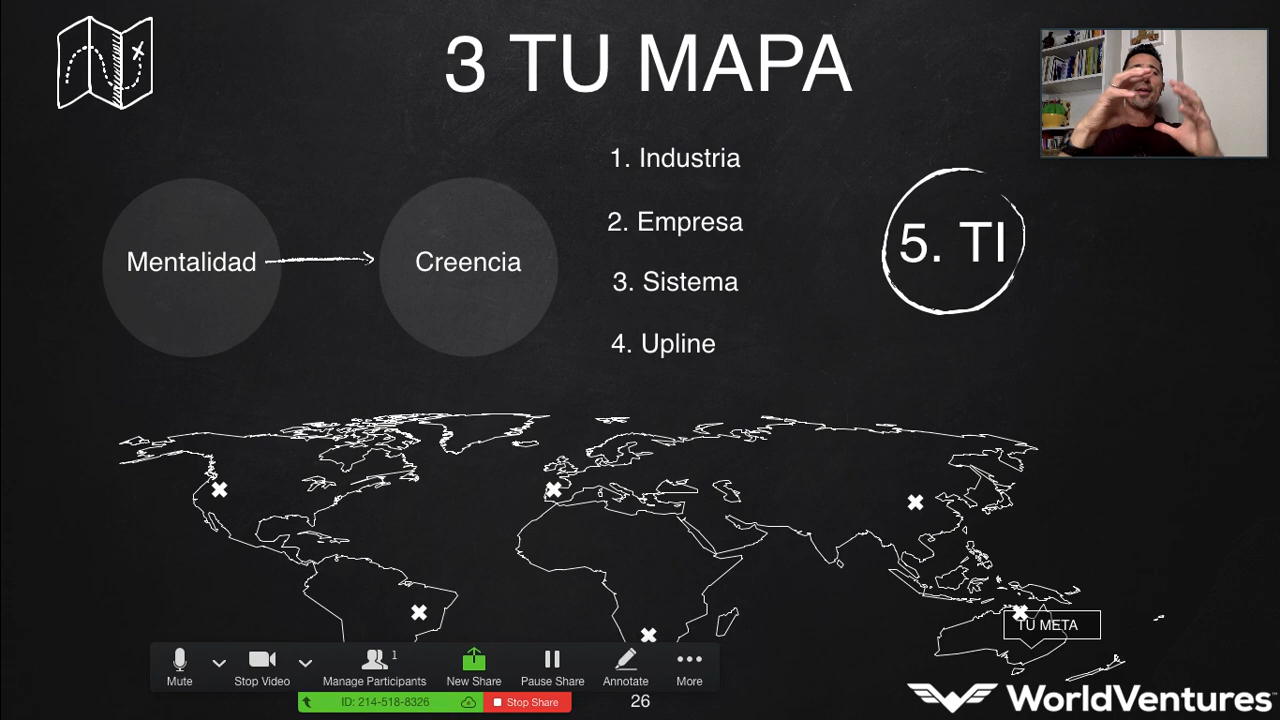 3 TU MAPA
1. Industria
2. Empresa
5. TI
Mentalidad
Creencia
3. Sistema
4. Upline
TU META
1
Mute
Stop Video
Manage Participants
New Share
Pause Share
Annotate
More
ID: 214-518-8326
Stop Share
26
WorldVentures